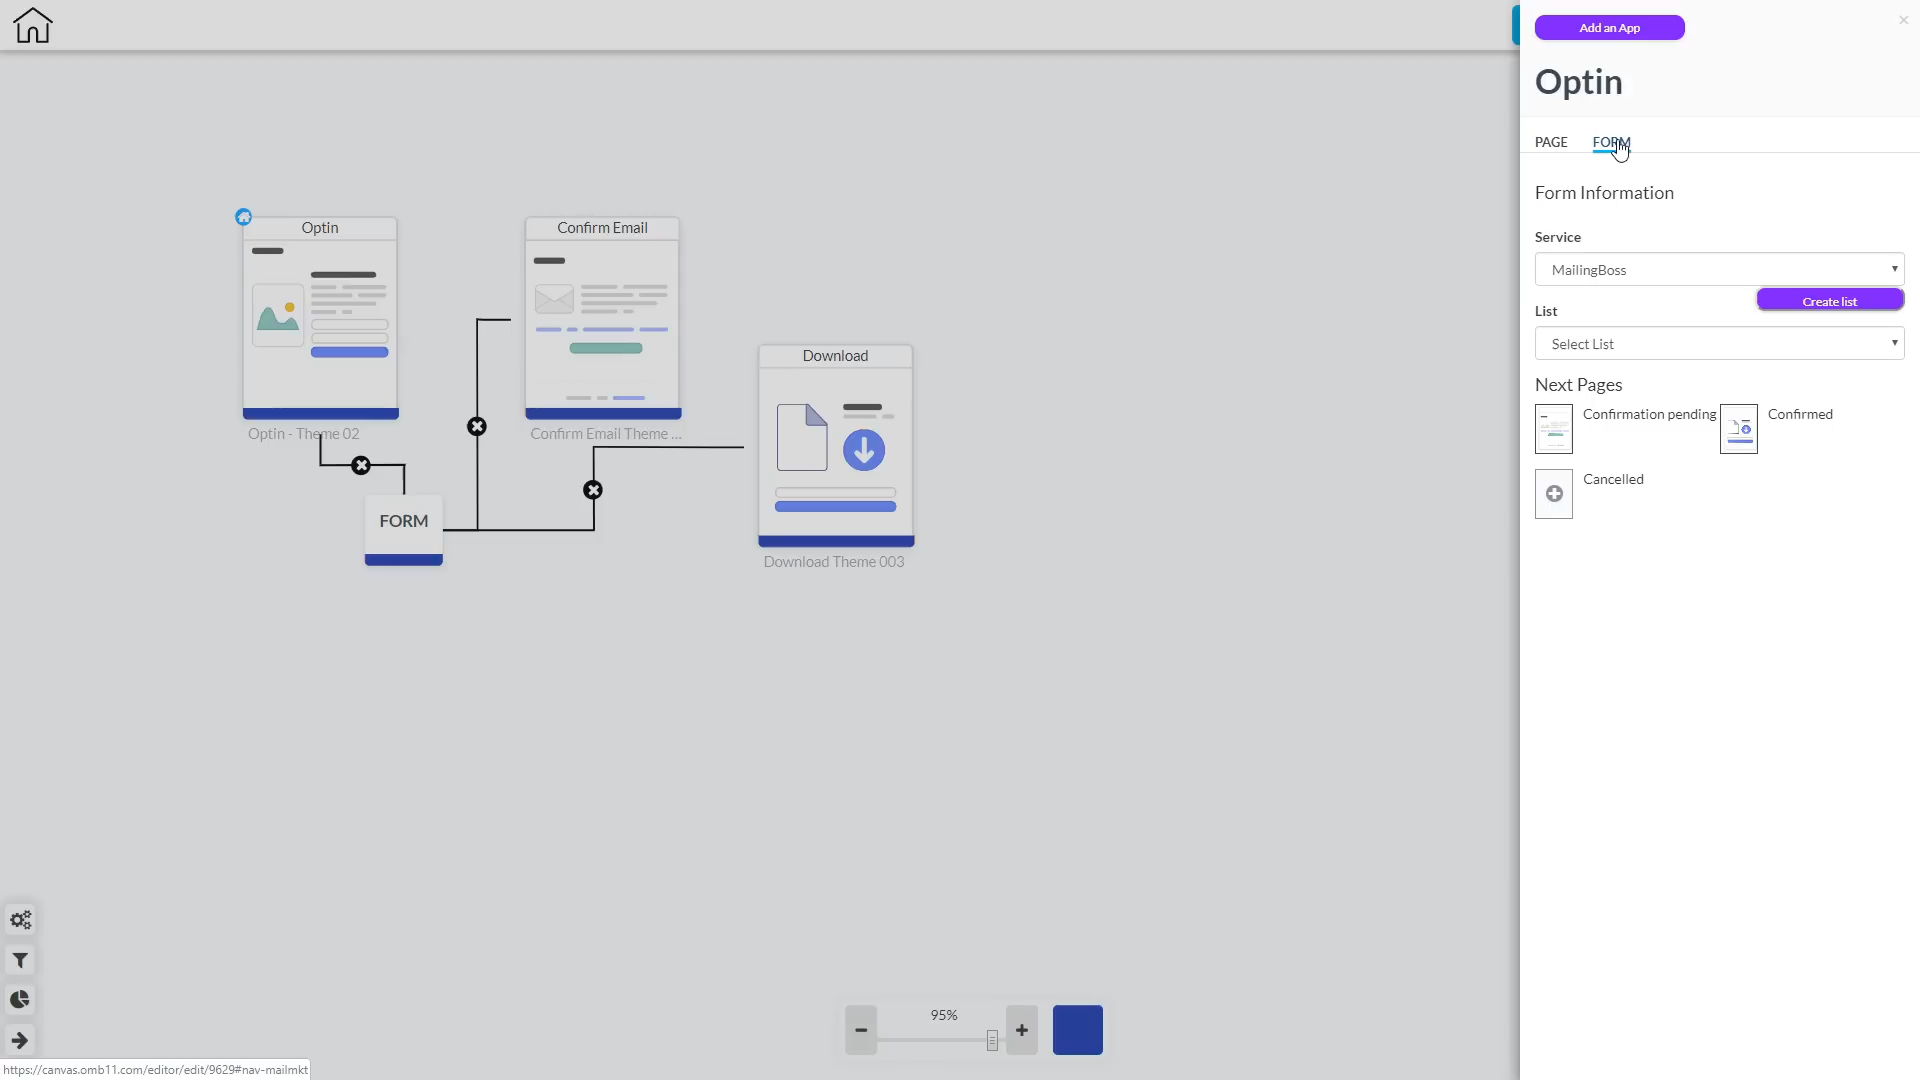 Add an App
×
Optin
PAGE FORM
Form Information
Service
MailingBoss
Create list
List
Select List
Next Pages
Confirmation pending
Confirmed
Cancelled
Optin
Optin - Theme 02
Confirm Email
Confirm Email Theme ...
Download
Download Theme 003
FORM
95%
https://canvas.omb11.com/editor/edit/9629#nav-mailmkt